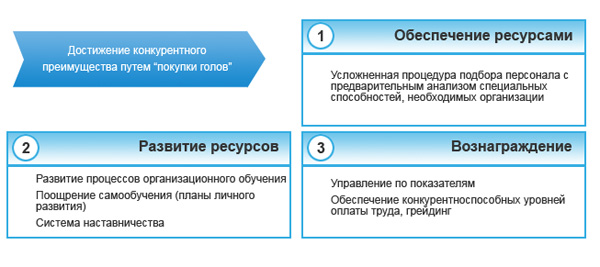 Достижение конкурентного
преимущества путем "покупки голов"
1
Обеспечение ресурсами
Усложненная процедура подбора персонала с
предварительным анализом специальных
способностей, необходимых организации
2
Развитие ресурсов
Развитие процессов организационного обучения
Поощрение самообучения (планы личного
развития)
Система наставничества
3
Вознаграждение
Управление по показателям
Обеспечение конкурентноспособных уровней
оплаты труда, грейдинг